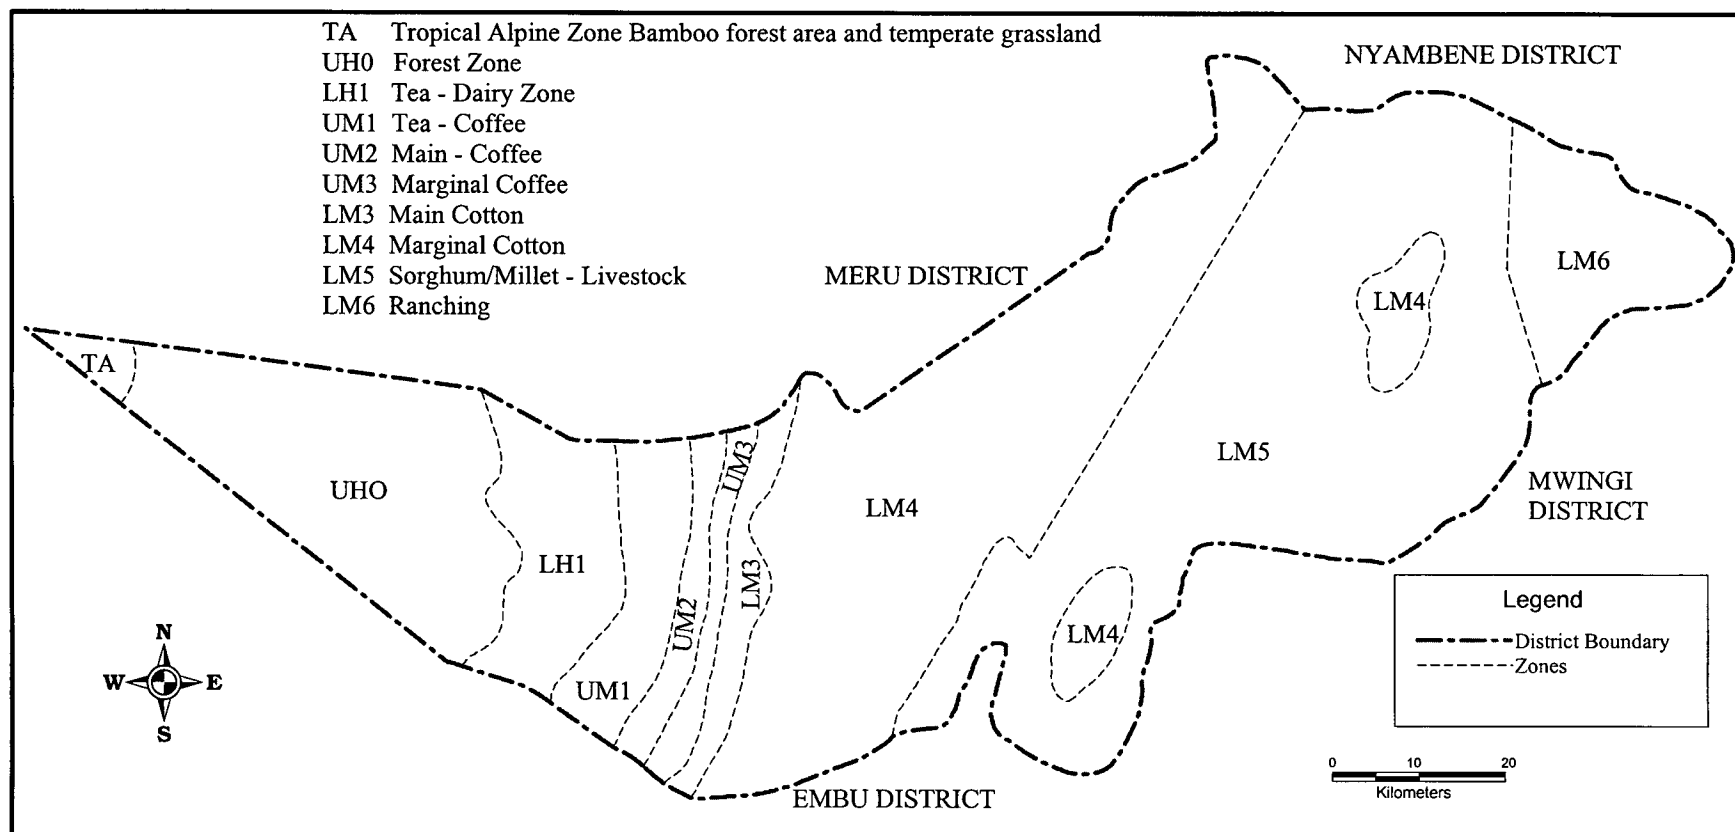 TA Tropical Alpine Zone Bamboo forest area and temperate grassland
UH0 Forest Zone
LH1 Tea - Dairy Zone
UM1 Tea - Coffee
UM2 Main - Coffee
UM3 Marginal Coffee
LM3 Main Cotton
LM4 Marginal Cotton
LM5 Sorghum/Millet - Livestock
LM6 Ranching
NYAMBENE DISTRICT
MERU DISTRICT
LM6
LM4
TA
UM3
LM5
UHO
LM4
MWINGI
DISTRICT
LH1
LM3
UM2
LM4
UM1
EMBU DISTRICT
N
W
E
S
Legend
District Boundary
Zones
0 10 20
Kilometers